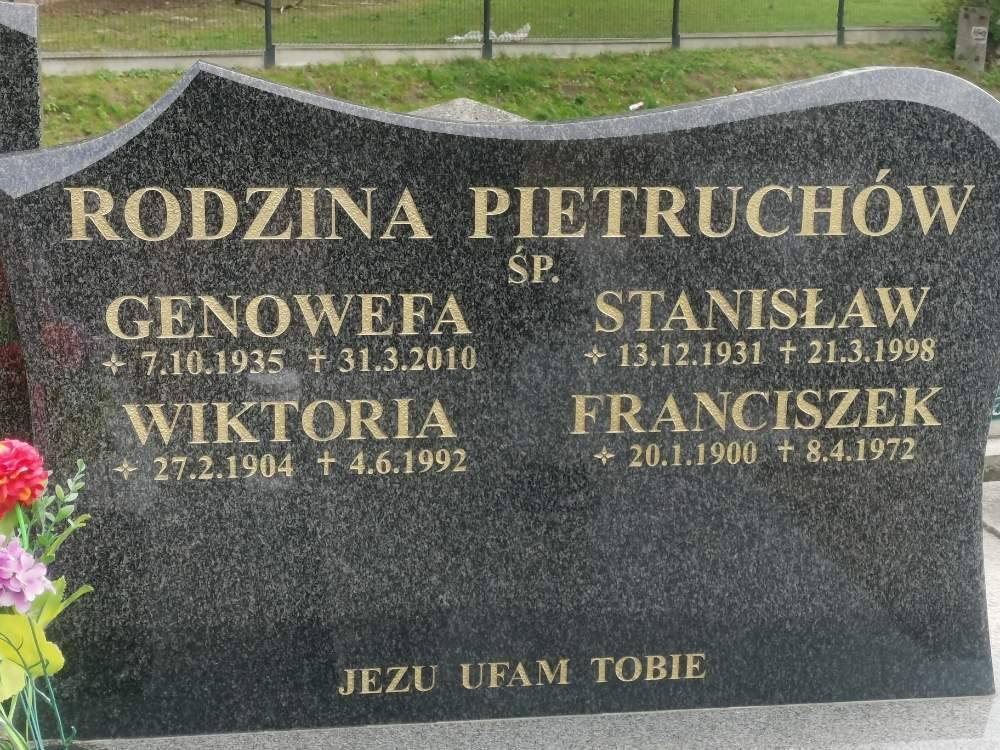 RODZINA PIETRUCHÓW
ŚP.
GENOWEFA STANISŁAW
✧ 7.10.1935 ✝ 31.3.2010 ✧ 13.12.1931 ✝ 21.3.1998
WIKTORIA FRANCISZEK
✧ 27.2.1904 ✝ 4.6.1992 ✧ 20.1.1900 ✝ 8.4.1972
JEZU UFAM TOBIE